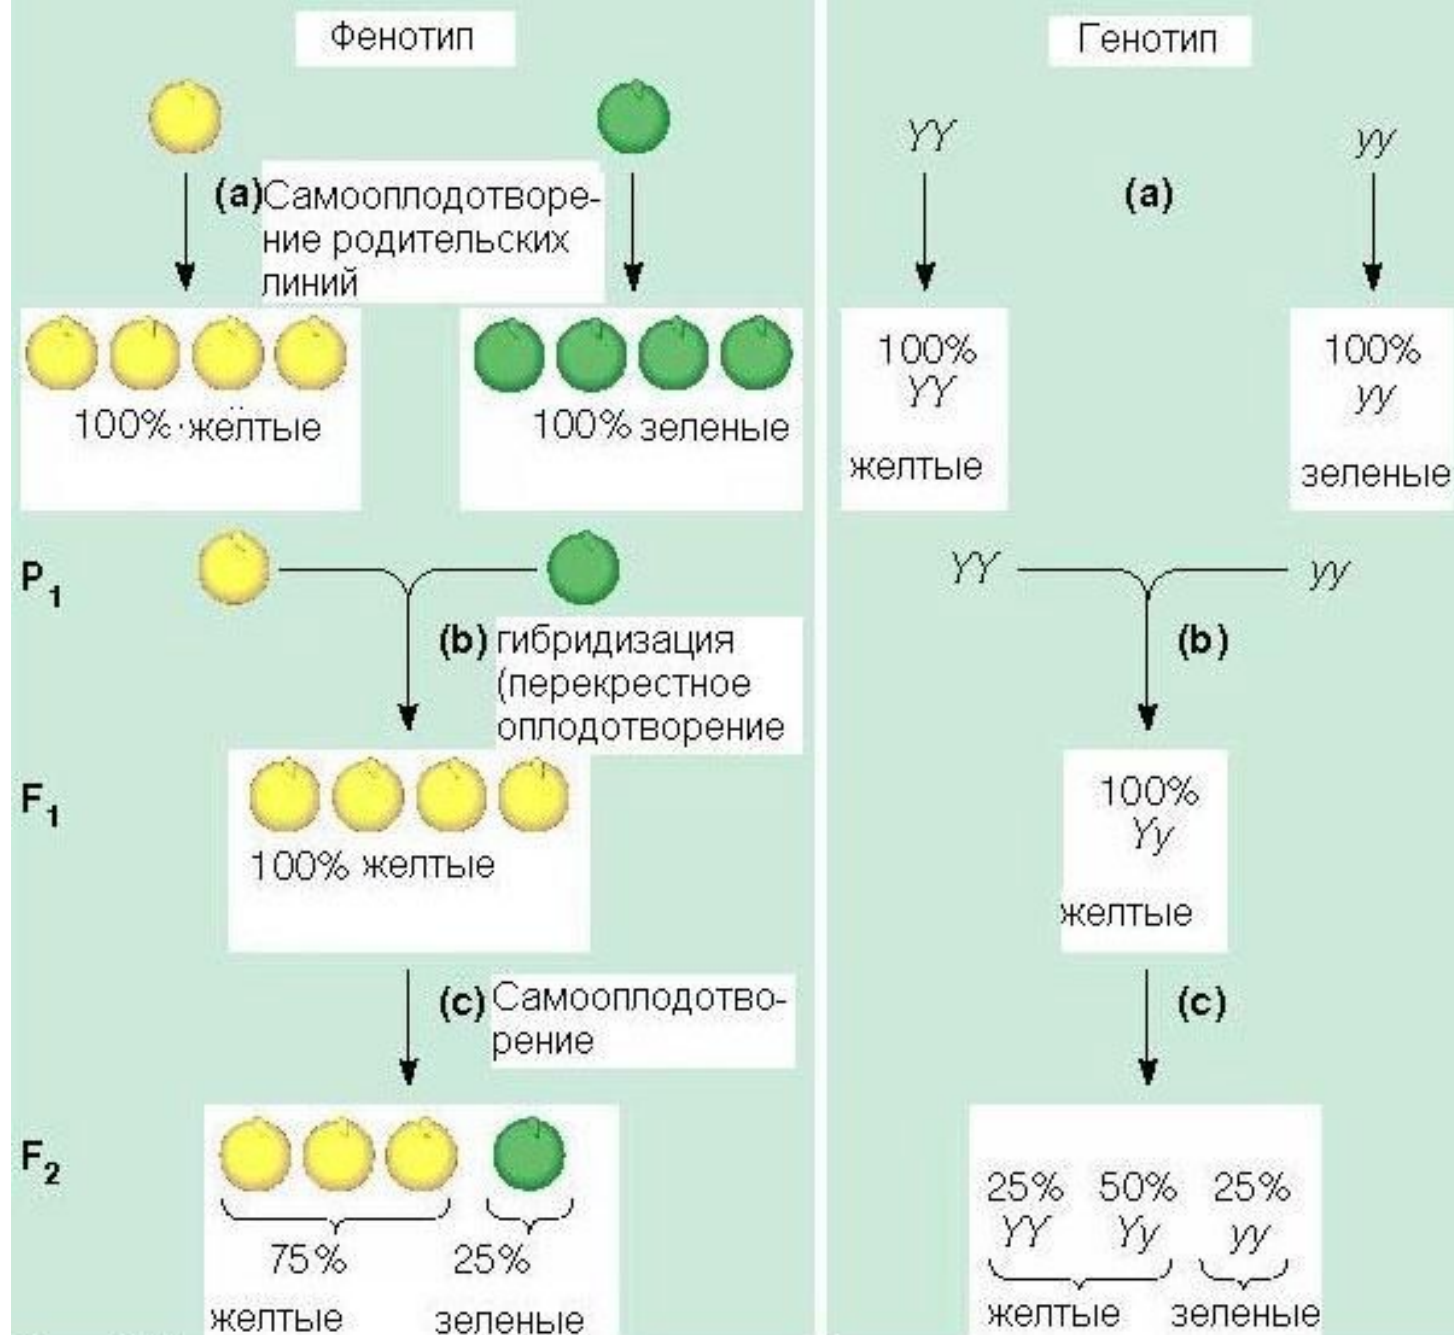 Фенотип
(a) Самооплодотворе-
ние родительских
линий
100% жёлтые
100% зеленые
P1
(b) гибридизация
(перекрестное
оплодотворение
F1
100% желтые
(c) Самооплодотво-
рение
F2
75%
25%
желтые
зеленые
Генотип
YY
yy
(a)
100%
YY
желтые
100%
yy
зеленые
YY
yy
(b)
100%
Yy
желтые
(c)
25% 50% 25%
YY Yy yy
желтые зеленые